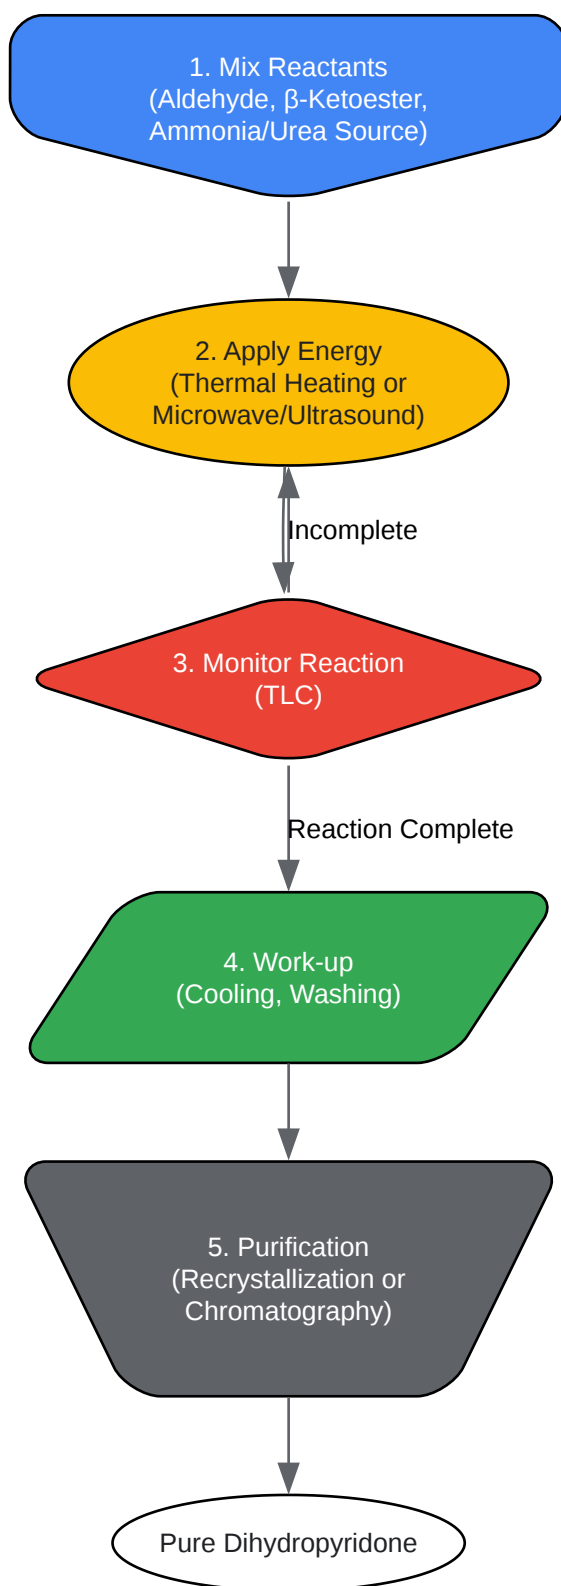 1. Mix Reactants
(Aldehyde, β-Ketoester,
Ammonia/Urea Source)
2. Apply Energy
(Thermal Heating or
Microwave/Ultrasound)
Incomplete
3. Monitor Reaction
(TLC)
Reaction Complete
4. Work-up
(Cooling, Washing)
5. Purification
(Recrystallization or
Chromatography)
Pure Dihydropyridone